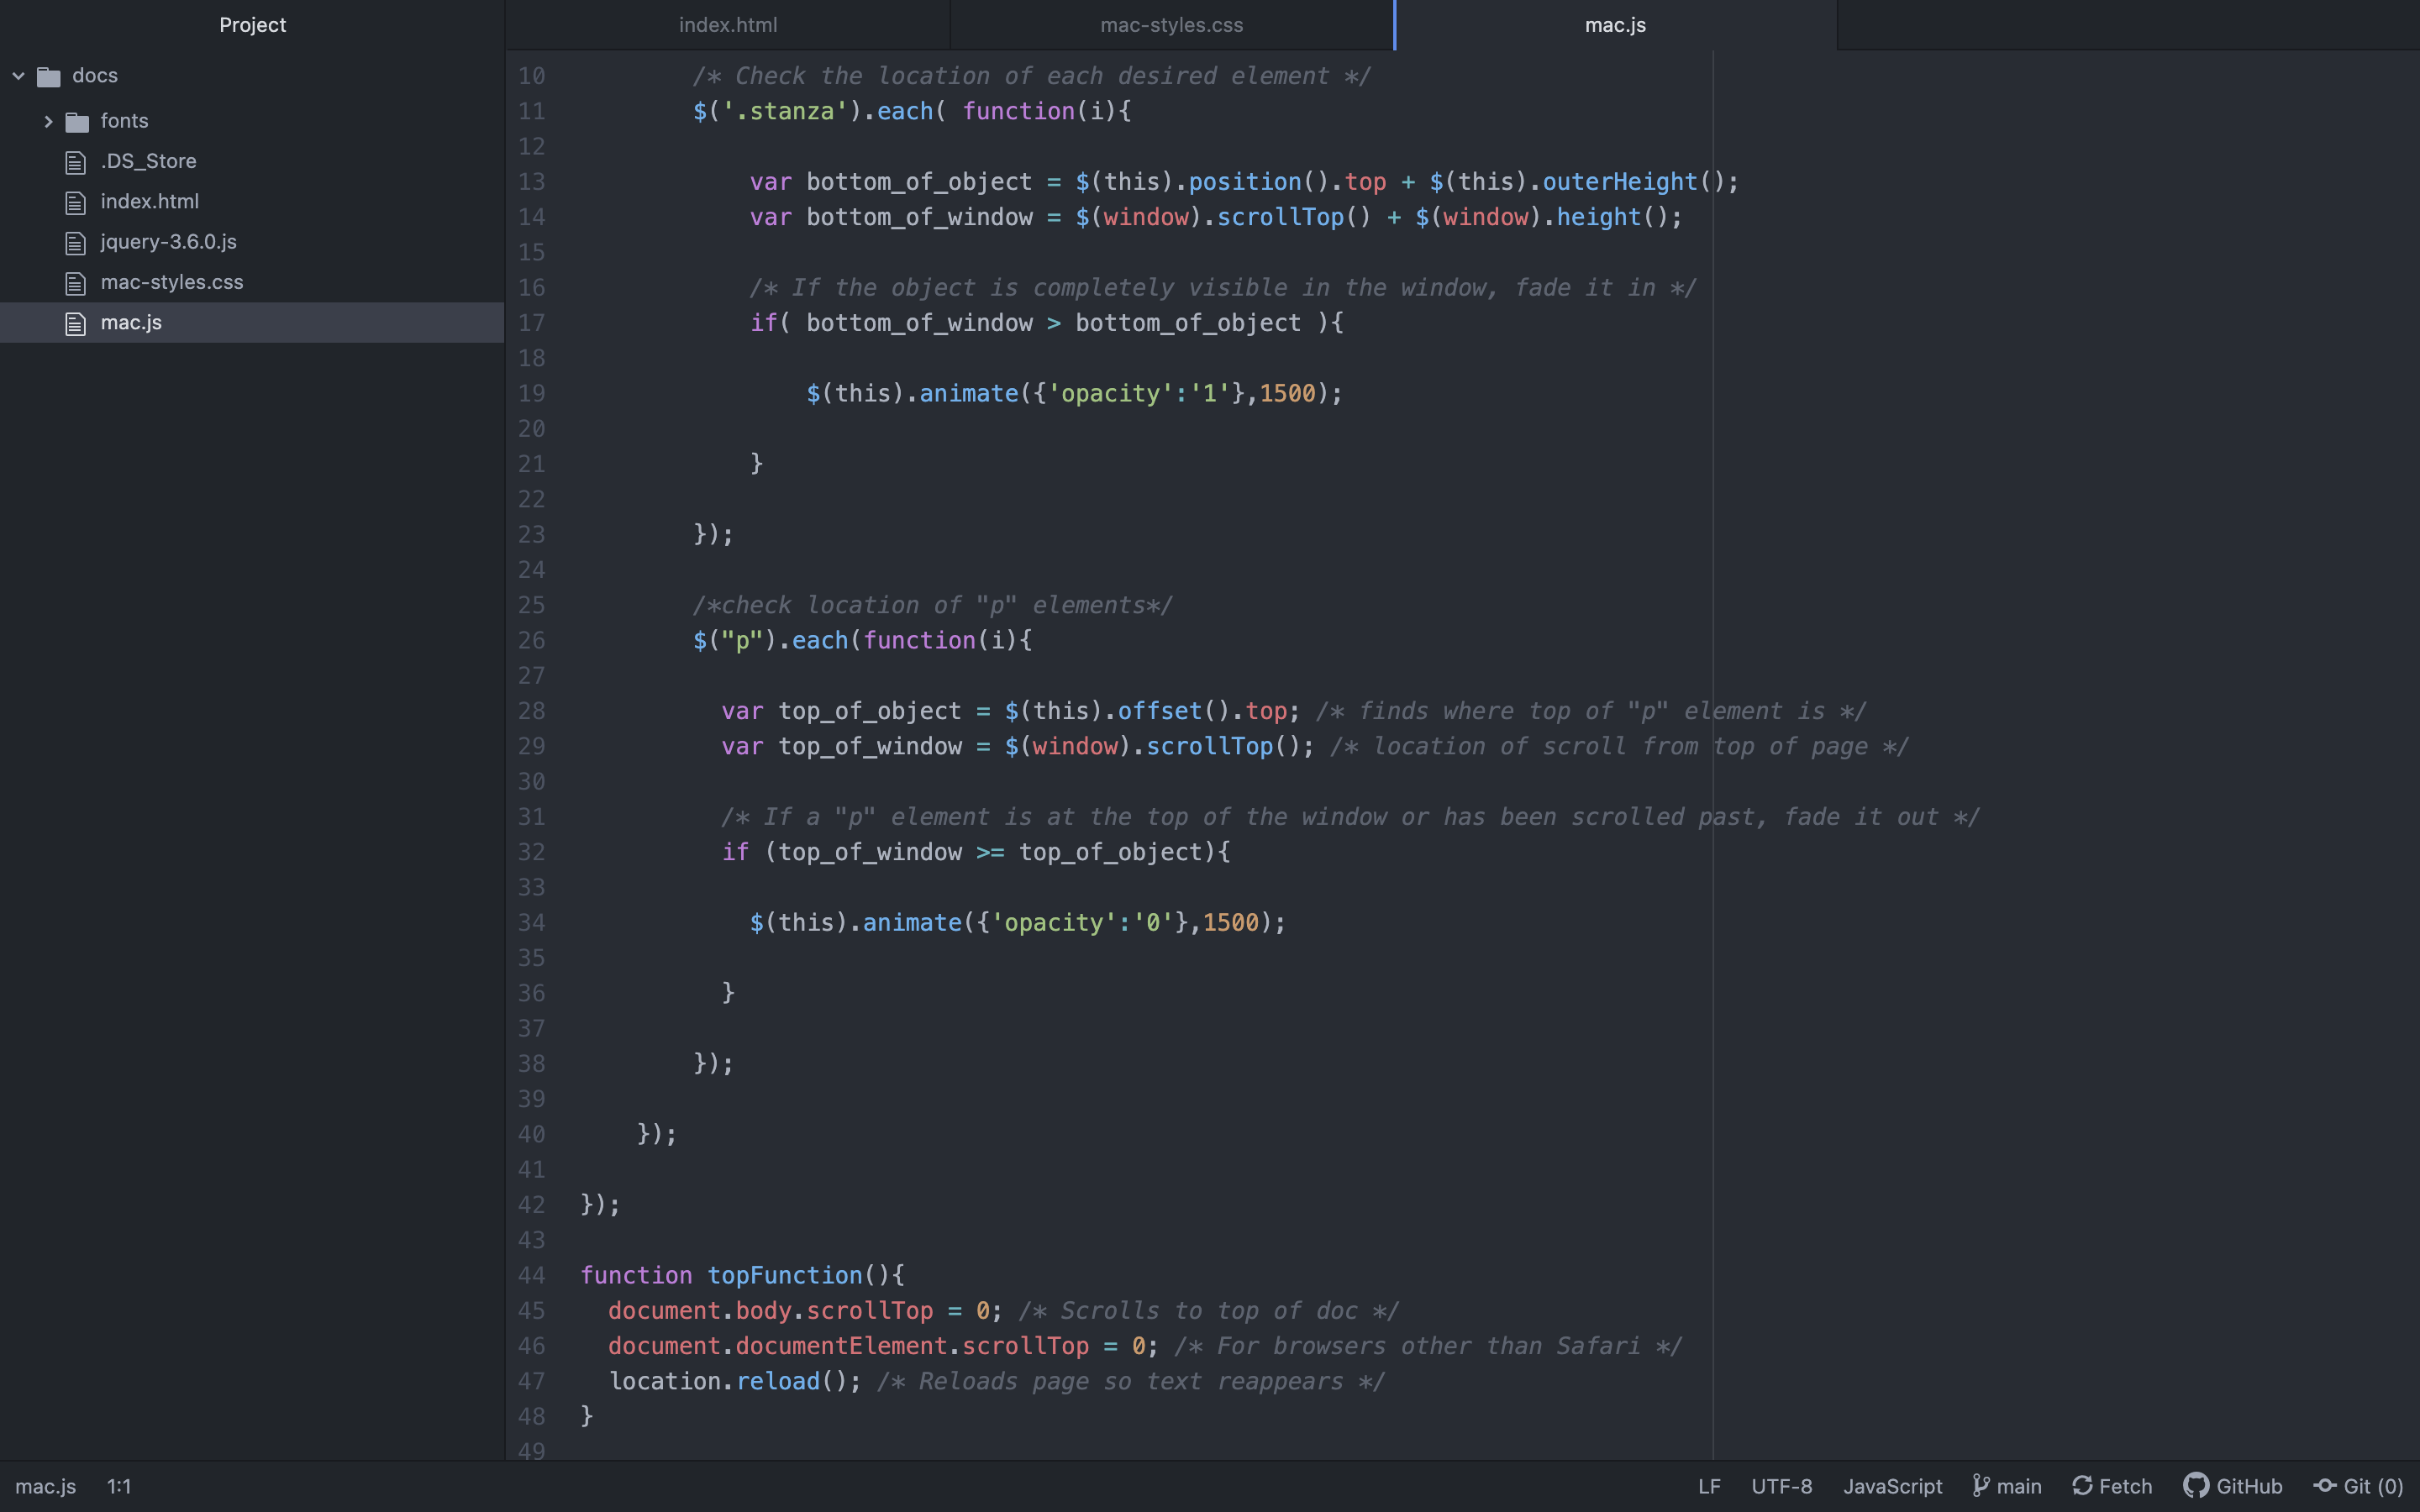 Project
docs
fonts
.DS_Store
index.html
jquery-3.6.0.js
mac-styles.css
mac.js
index.html
mac-styles.css
mac.js
10 /* Check the location of each desired element */
11 $('.stanza').each( function(i){
12
13 var bottom_of_object = $(this).position().top + $(this).outerHeight();
14 var bottom_of_window = $(window).scrollTop() + $(window).height();
15
16 /* If the object is completely visible in the window, fade it in */
17 if( bottom_of_window > bottom_of_object ){
18
19 $(this).animate({'opacity':'1'},1500);
20
21 }
22
23 });
24
25 /*check location of "p" elements*/
26 $("p").each(function(i){
27
28 var top_of_object = $(this).offset().top; /* finds where top of "p" element is */
29 var top_of_window = $(window).scrollTop(); /* location of scroll from top of page */
30
31 /* If a "p" element is at the top of the window or has been scrolled past, fade it out */
32 if (top_of_window >= top_of_object){
33
34 $(this).animate({'opacity':'0'},1500);
35
36 }
37
38 });
39
40 });
41
42 });
43
44 function topFunction(){
45 document.body.scrollTop = 0; /* Scrolls to top of doc */
46 document.documentElement.scrollTop = 0; /* For browsers other than Safari */
47 location.reload(); /* Reloads page so text reappears */
48 }
49
mac.js 1:1 LF UTF-8 JavaScript main Fetch GitHub Git (0)